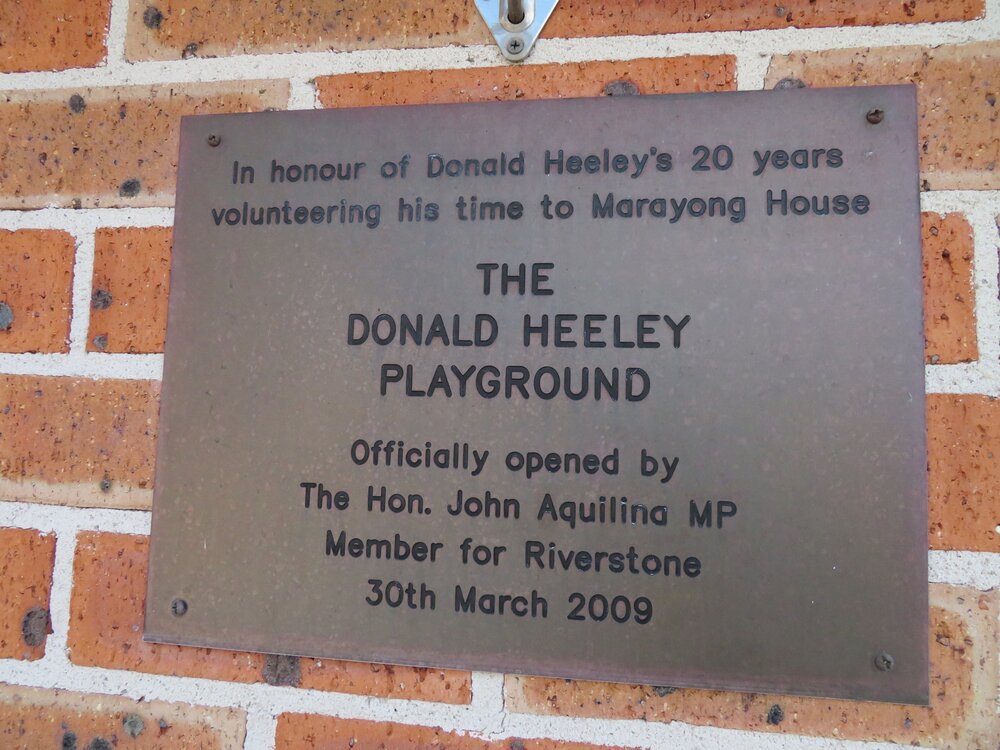 In honour of Donald Heeley's 20 years
volunteering his time to Marayong House
THE
DONALD HEELEY
PLAYGROUND
Officially opened by
The Hon. John Aquilina MP
Member for Riverstone
30th March 2009